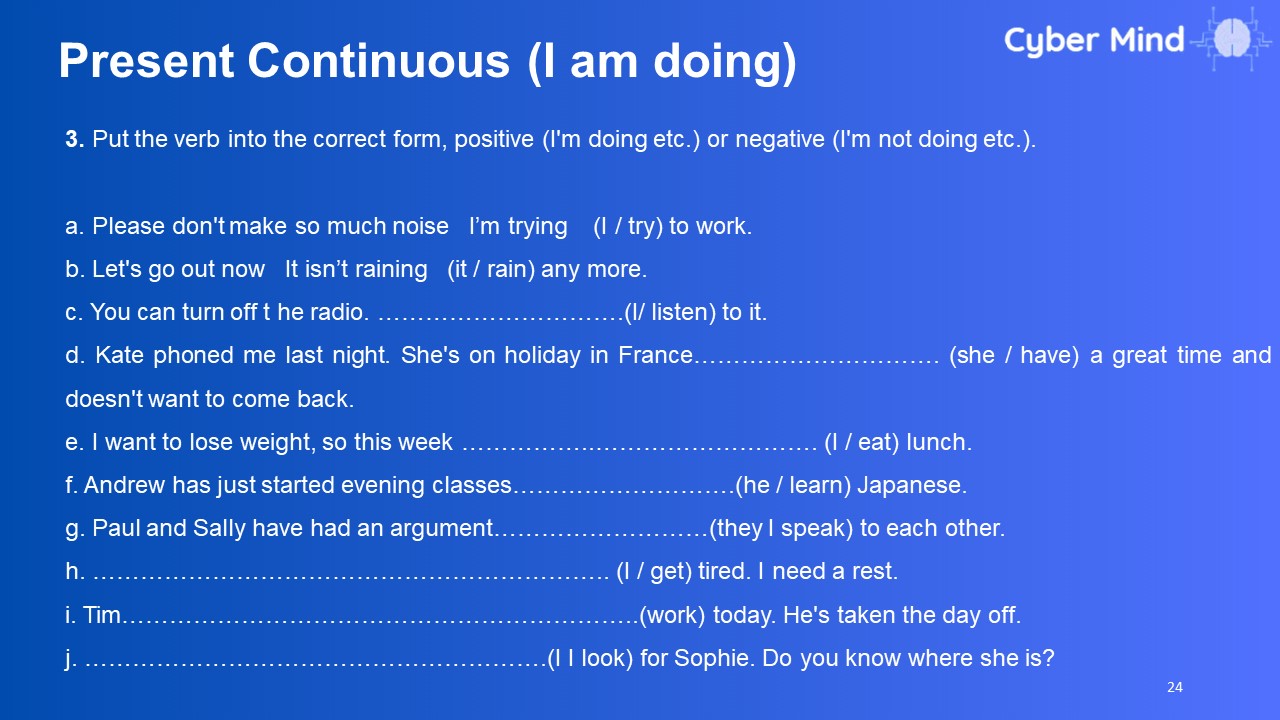 Present Continuous (I am doing)
Cyber Mind
3. Put the verb into the correct form, positive (I'm doing etc.) or negative (I'm not doing etc.).
a. Please don't make so much noise I’m trying (I / try) to work.
b. Let's go out now It isn’t raining (it / rain) any more.
c. You can turn off t he radio. …………………………(I/ listen) to it.
d. Kate phoned me last night. She's on holiday in France………………………… (she / have) a great time and
doesn't want to come back.
e. I want to lose weight, so this week …………………………………… (I / eat) lunch.
f. Andrew has just started evening classes………………………(he / learn) Japanese.
g. Paul and Sally have had an argument………………………(they I speak) to each other.
h. ………………………………………………………. (I / get) tired. I need a rest.
i. Tim……………………………………………………….(work) today. He's taken the day off.
j. …………………………………………………(I I look) for Sophie. Do you know where she is?
24